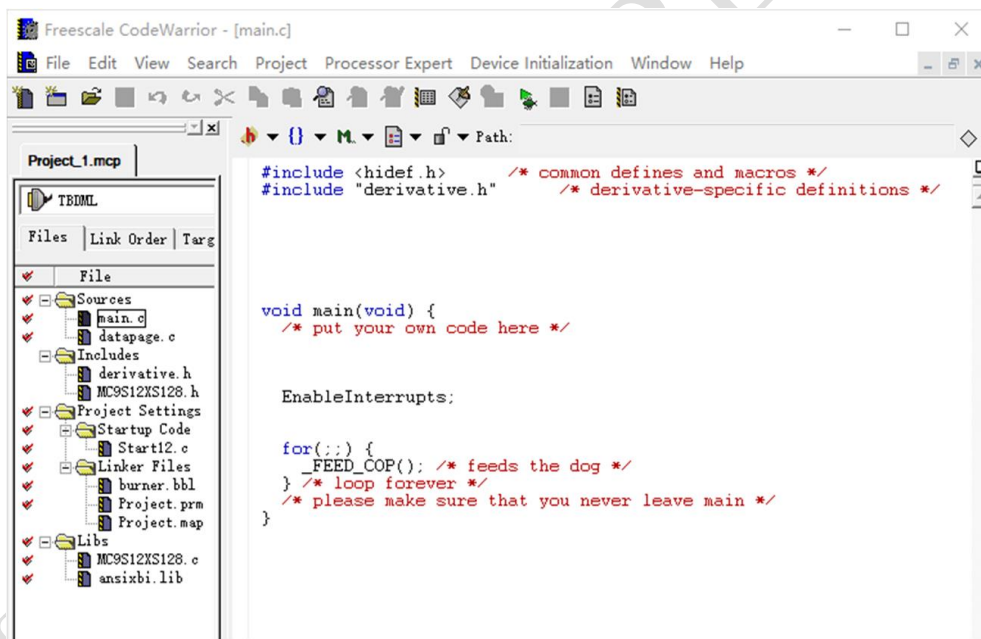 Freescale CodeWarrior - [main.c]
File Edit View Search Project Processor Expert Device Initialization Window Help
Path:
Project_1.mcp
TBDML
Files Link Order Targ
File
Sources
main.c
datapage.c
Includes
derivative.h
MC9S12XS128.h
Project Settings
Startup Code
Start12.c
Linker Files
burner.bbl
Project.prm
Project.map
Libs
MC9S12XS128.c
ansixbi.lib
#include <hidef.h> /* common defines and macros */
#include "derivative.h" /* derivative-specific definitions */
void main(void) {
/* put your own code here */
EnableInterrupts;
for(;;) {
_FEED_COP(); /* feeds the dog */
} /* loop forever */
/* please make sure that you never leave main */
}